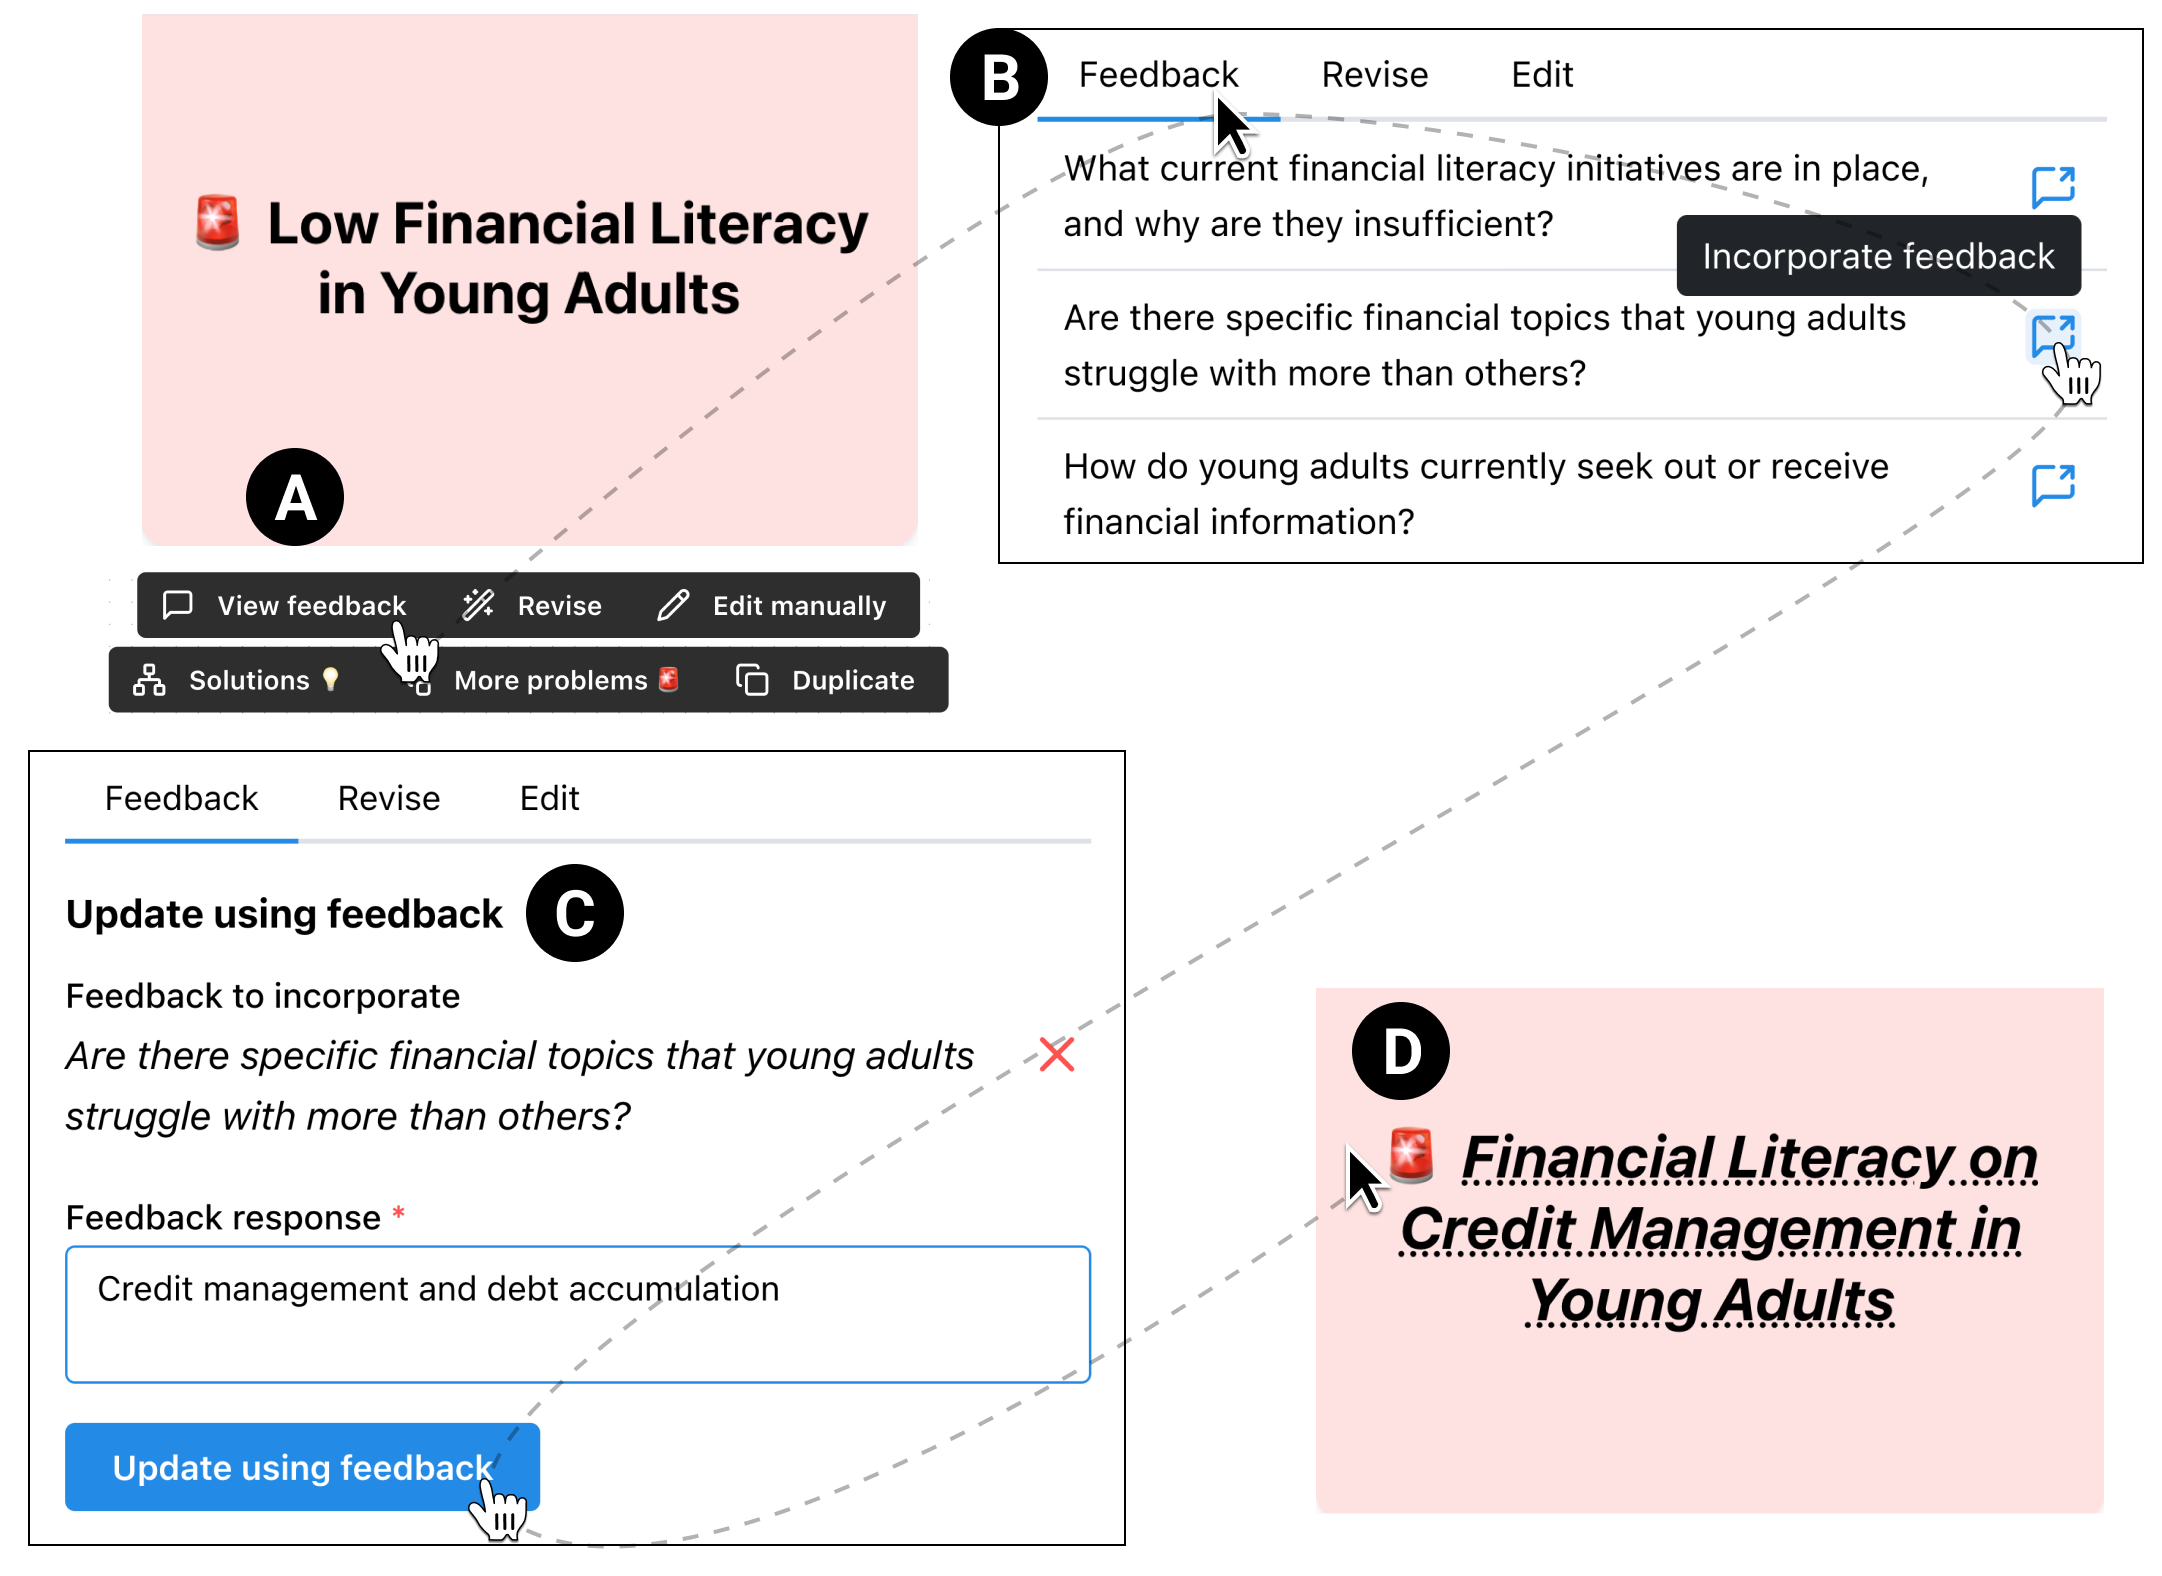 🚨 Low Financial Literacy
in Young Adults
A
View feedback Revise Edit manually
Solutions 💡 More problems 🚨 Duplicate
B
Feedback Revise Edit
What current financial literacy initiatives are in place,
and why are they insufficient?
Incorporate feedback
Are there specific financial topics that young adults
struggle with more than others?
How do young adults currently seek out or receive
financial information?
Feedback Revise Edit
Update using feedback
C
Feedback to incorporate
Are there specific financial topics that young adults
struggle with more than others?
Feedback response *
Credit management and debt accumulation
Update using feedback
D
🚨 Financial Literacy on
Credit Management in
Young Adults